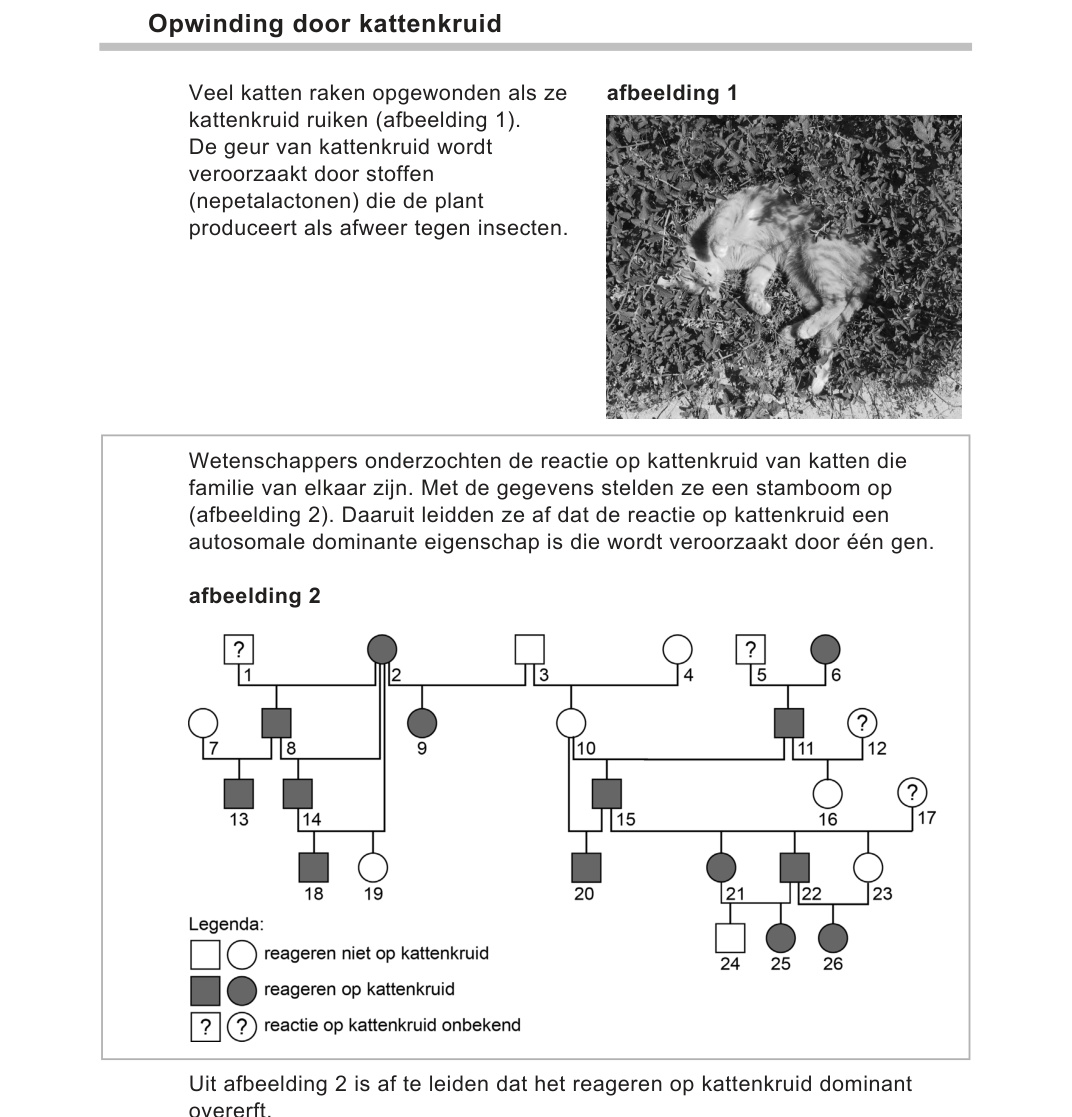 Opwinding door kattenkruid
Veel katten raken opgewonden als ze
kattenkruid ruiken (afbeelding 1).
De geur van kattenkruid wordt
veroorzaakt door stoffen
(nepetalactonen) die de plant
produceert als afweer tegen insecten.
afbeelding 1
Wetenschappers onderzochten de reactie op kattenkruid van katten die
familie van elkaar zijn. Met de gegevens stelden ze een stamboom op
(afbeelding 2). Daaruit leidden ze af dat de reactie op kattenkruid een
autosomale dominante eigenschap is die wordt veroorzaakt door één gen.
afbeelding 2
? ?
1 2 3 4 5 6
?
7 8 9 10 11 12
?
13 14 15 16 17
18 19 20 21 22 23
24 25 26
Legenda:
reageren niet op kattenkruid
reageren op kattenkruid
? ? reactie op kattenkruid onbekend
Uit afbeelding 2 is af te leiden dat het reageren op kattenkruid dominant
overerft.